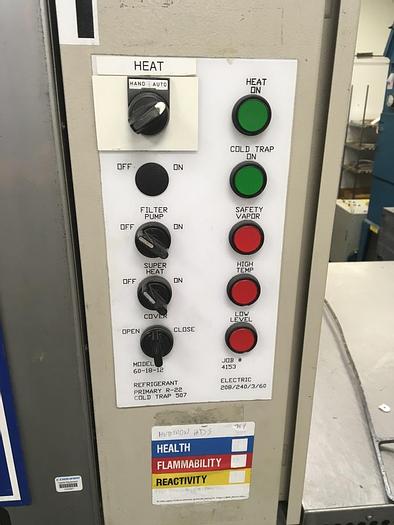 HEAT
HAND AUTO
HEAT
ON
COLD TRAP
ON
OFF ON
FILTER
PUMP
SAFETY
VAPOR
OFF ON
SUPER
HEAT
HIGH
TEMP
OFF ON
COVER
LOW
LEVEL
OPEN CLOSE
MODEL
60-18-12
JOB #
4153
REFRIGERANT
PRIMARY R-22
COLD TRAP 507
ELECTRIC
208/240/3/60
HEALTH
FLAMMABILITY
REACTIVITY